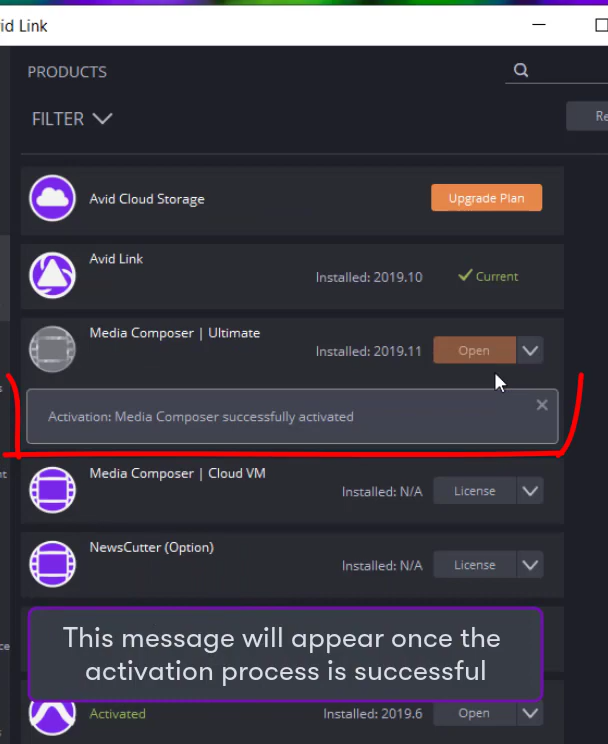 id Link
PRODUCTS
FILTER
Re
Avid Cloud Storage
Upgrade Plan
Avid Link
Installed: 2019.10
Current
Media Composer | Ultimate
Installed: 2019.11
Open
Activation: Media Composer successfully activated
Media Composer | Cloud VM
Installed: N/A
License
NewsCutter (Option)
Installed: N/A
License
This message will appear once the
activation process is successful
Activated
Installed: 2019.6
Open